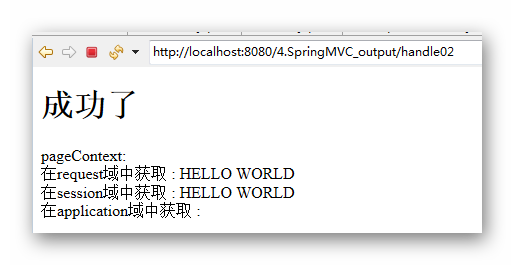 http://localhost:8080/4.SpringMVC_output/handle02
成功了
pageContext:
在request域中获取 : HELLO WORLD
在session域中获取 : HELLO WORLD
在application域中获取 :